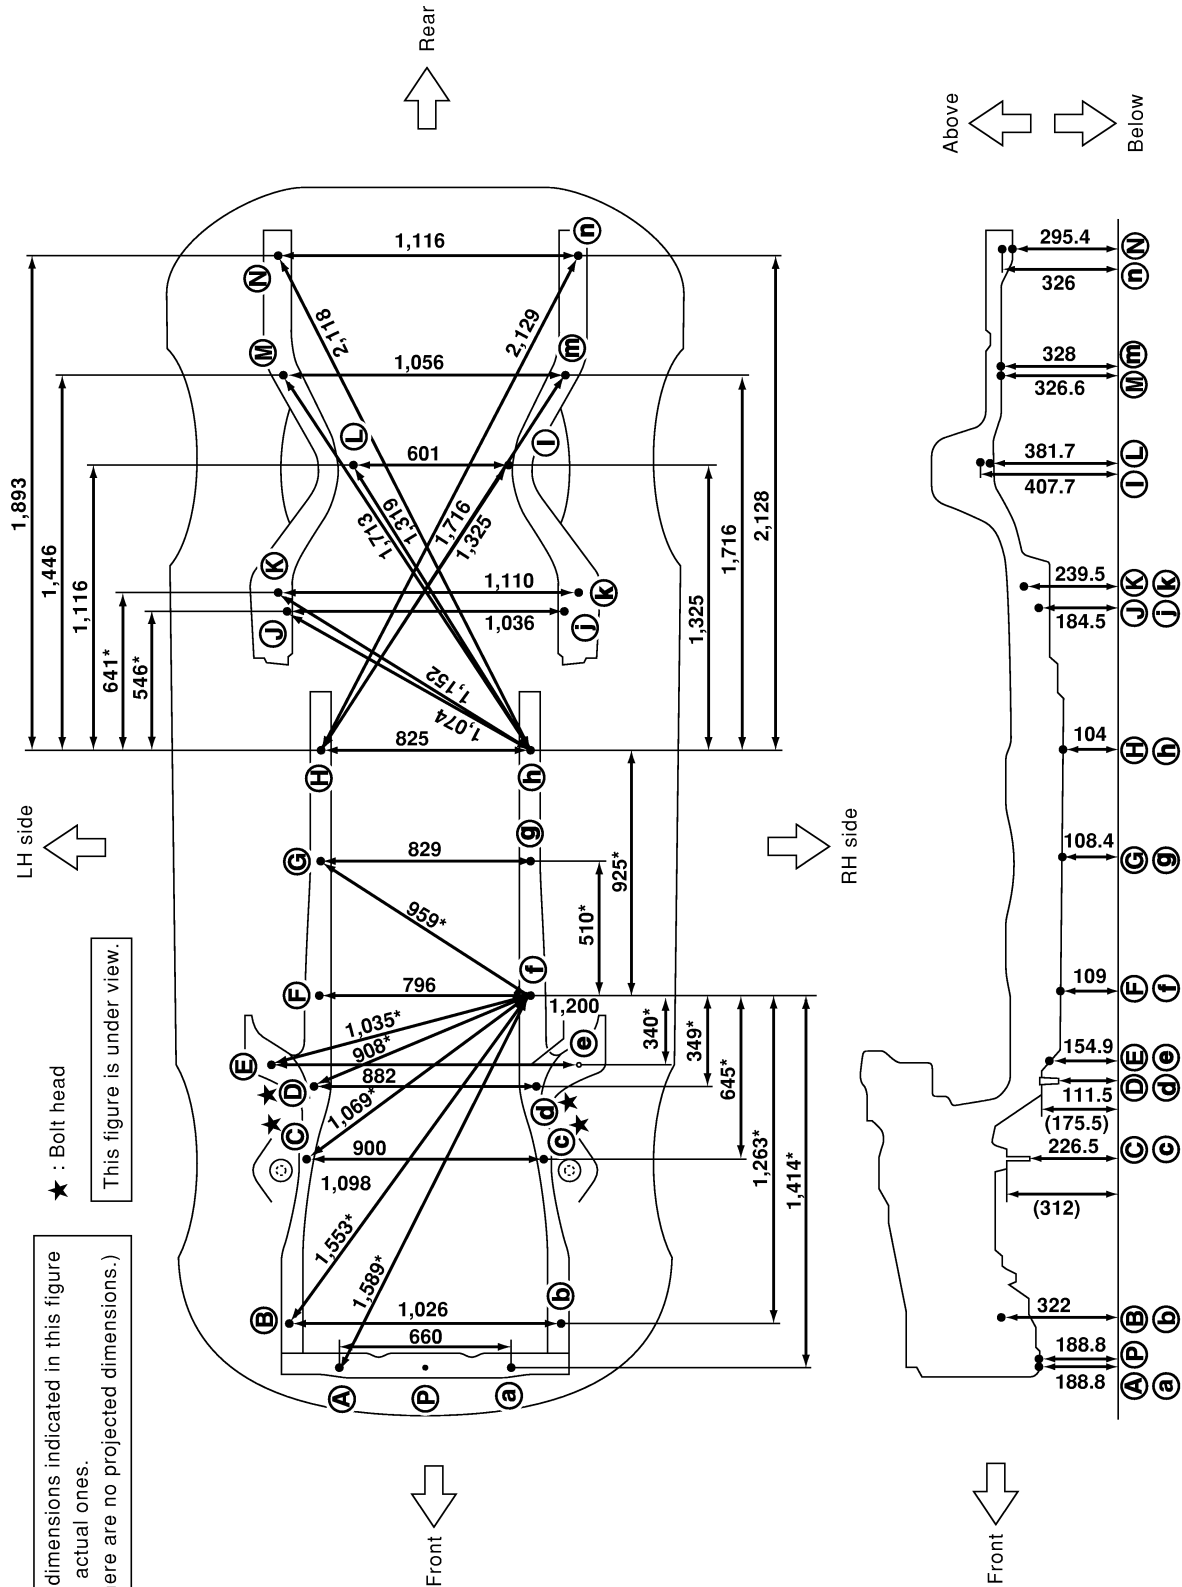 Rear
Above
Below
1,116
N
n
295.4
N
326
n
2,118
2,129
M
m
1,056
328
m
326.6
M
L
l
601
381.7
L
407.7
l
1,893
1,446
1,116
641*
546*
1,713
1,319
1,716
1,325
1,325
1,716
2,128
K
1,110
k
239.5
K
k
J
1,036
j
184.5
J
j
1,152
1,074
825
H
h
104
H
h
LH side
RH side
G
829
g
108.4
G
g
959*
510*
925*
F
796
f
109
F
f
1,035*
908*
1,200
340*
349*
645*
1,263*
1,414*
E
e
154.9
E
e
D
882
d
111.5
D
d
(175.5)
1,069*
C
900
c
226.5
C
c
1,098
(312)
1,553*
1,589*
B
1,026
b
322
B
b
660
188.8
P
188.8
A
a
A
P
a
★ : Bolt head
This figure is under view.
dimensions indicated in this figure
actual ones.
here are no projected dimensions.)
Front
Front